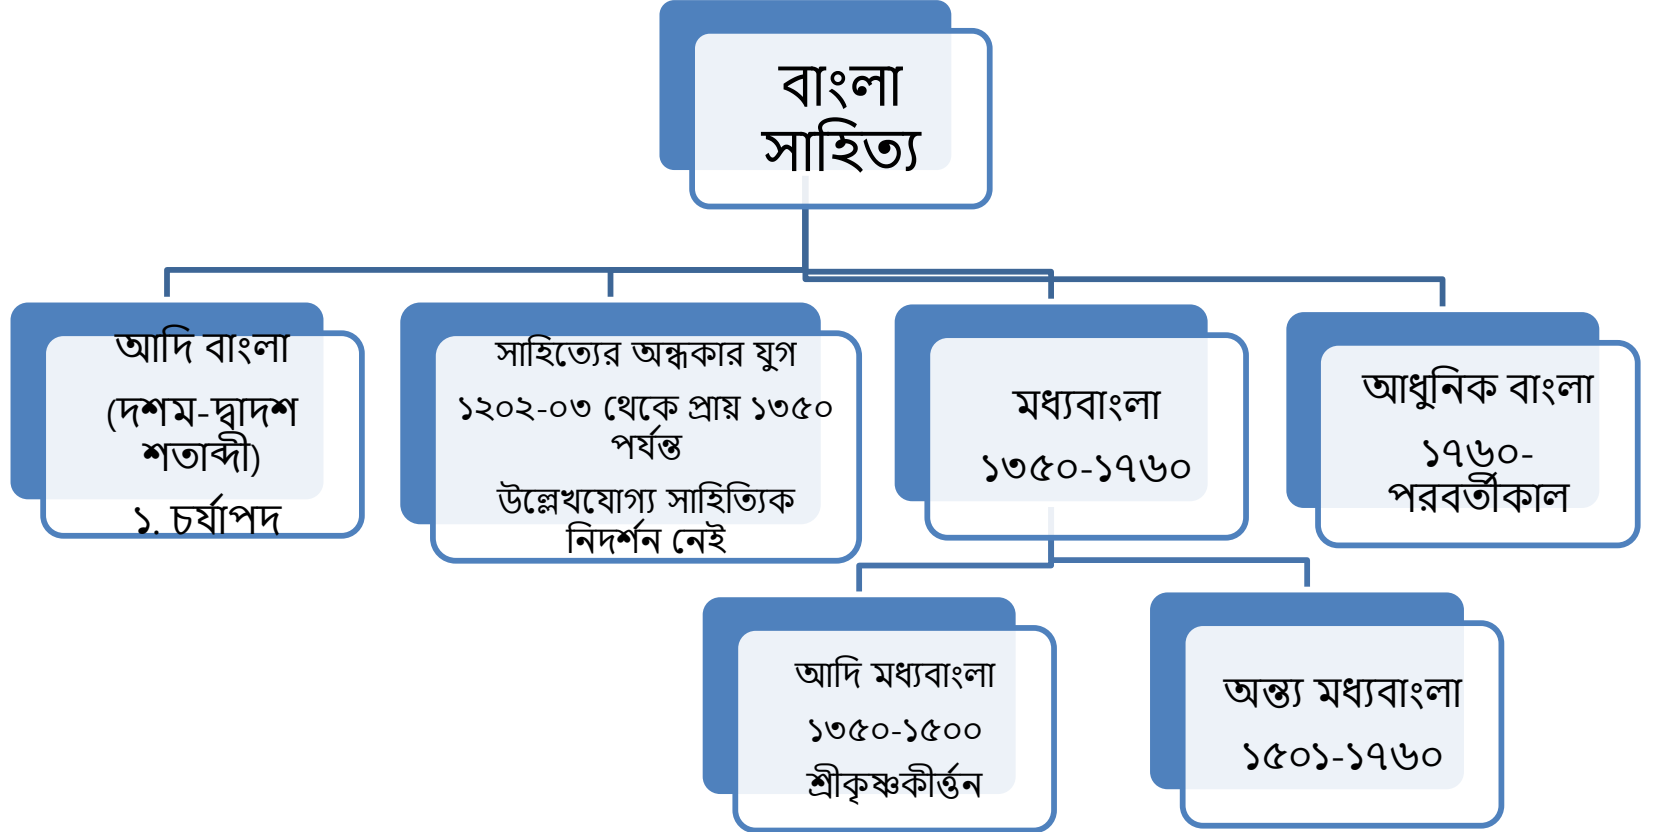 বাংলা
সাহিত্য
আদি বাংলা
(দশম-দ্বাদশ
শতাব্দী)
১. চর্যাপদ
সাহিত্যের অন্ধকার যুগ
১২০২-০৩ থেকে প্রায় ১৩৫০
পর্যন্ত
উল্লেখযোগ্য সাহিত্যিক
নিদর্শন নেই
মধ্যবাংলা
১৩৫০-১৭৬০
আধুনিক বাংলা
১৭৬০-
পরবর্তীকাল
আদি মধ্যবাংলা
১৩৫০-১৫০০
শ্রীকৃষ্ণকীর্ত্তন
অন্ত্য মধ্যবাংলা
১৫০১-১৭৬০